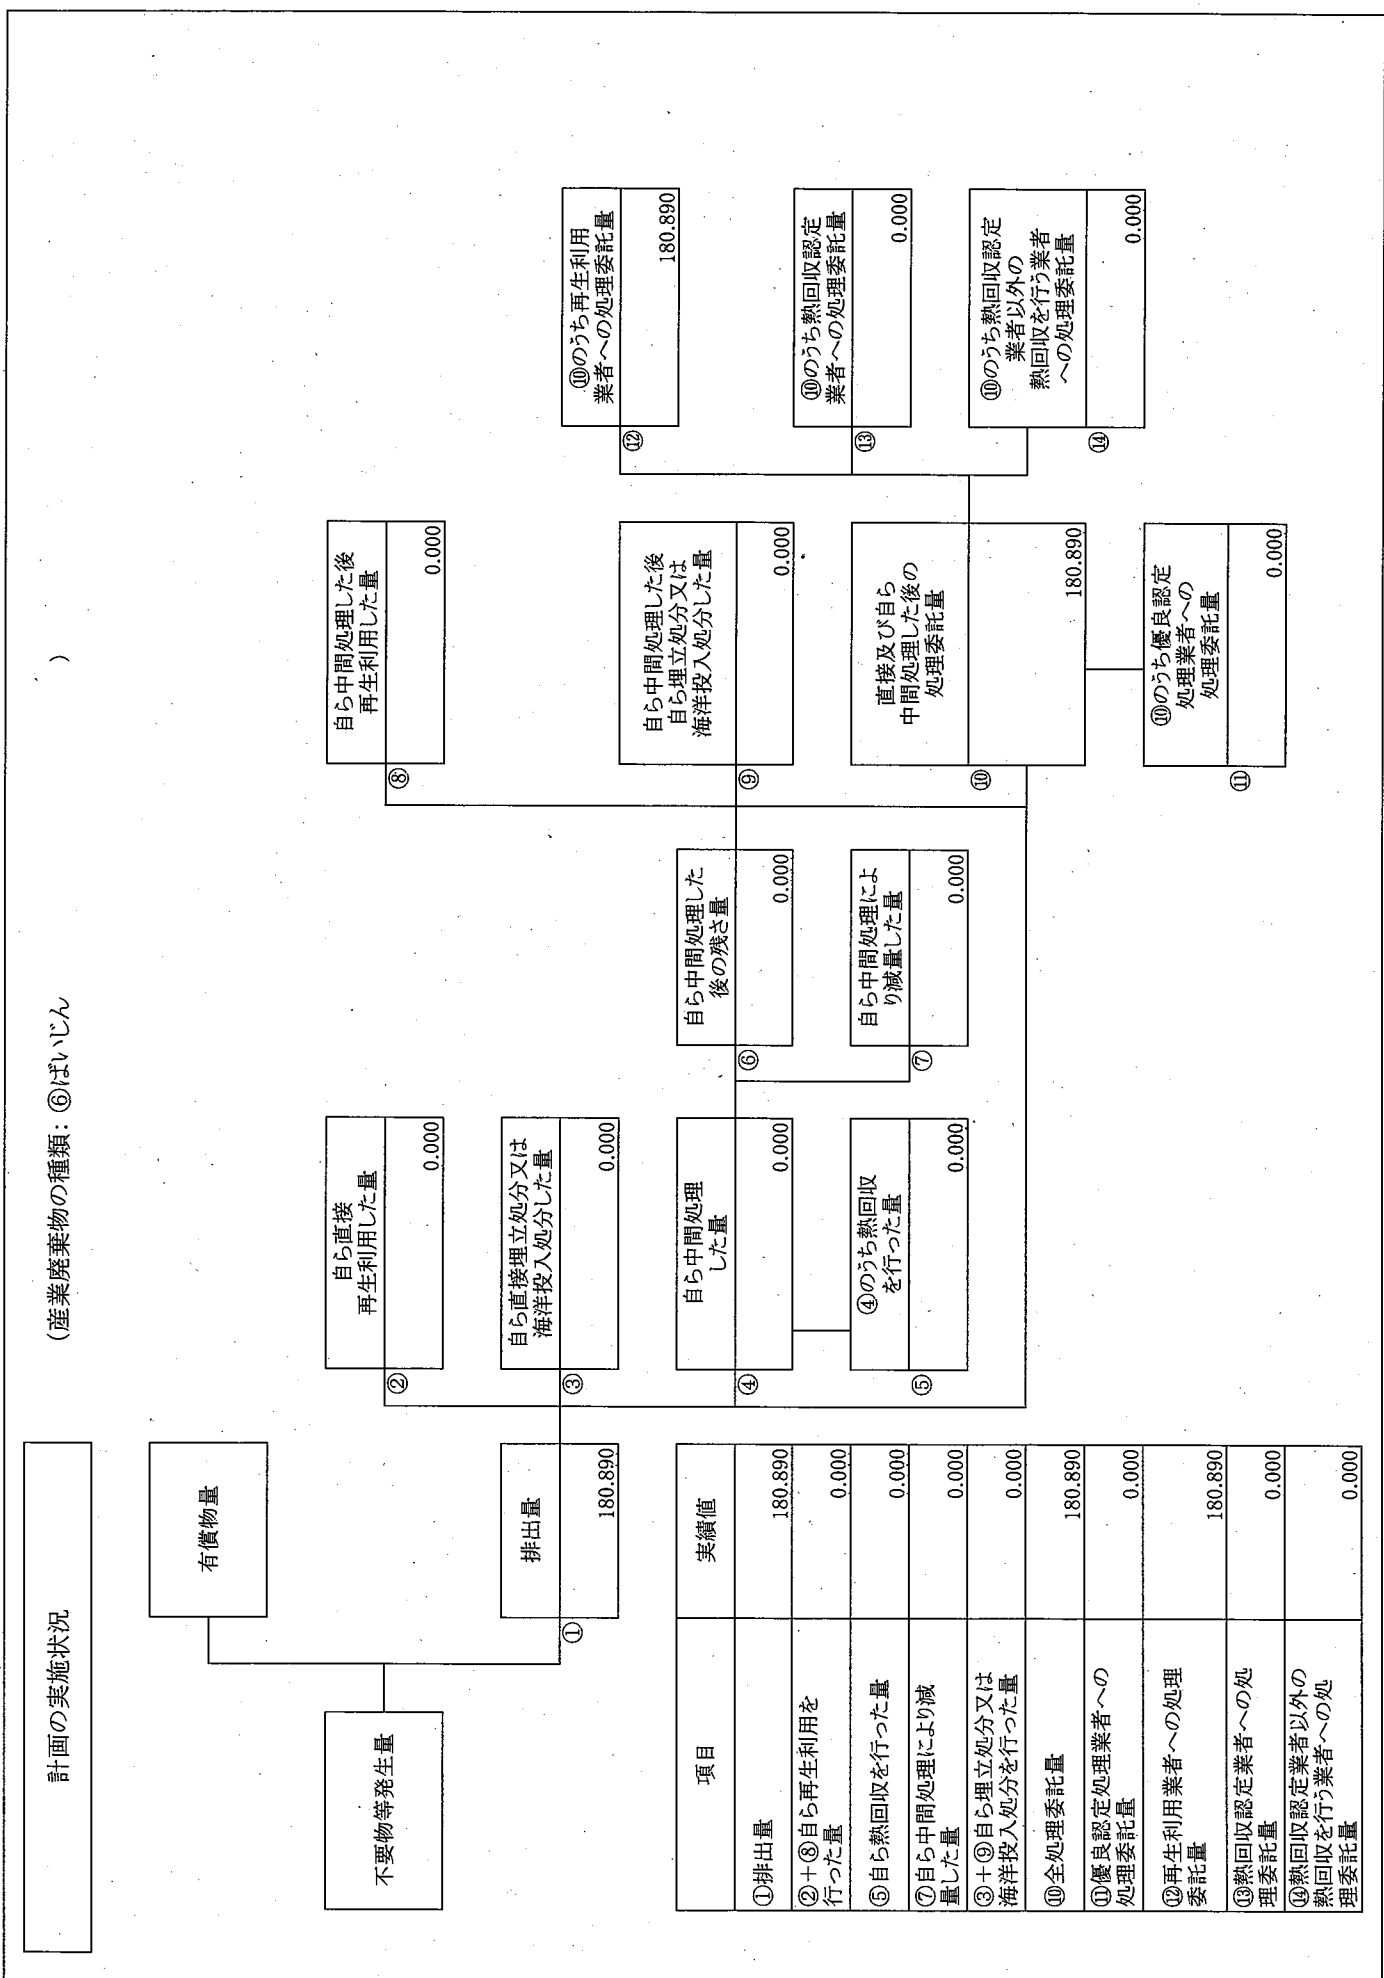 計画の実施状況
(産業廃棄物の種類：⑥ばいじん　　　　　)
不要物等発生量
有償物量
①
排出量
180.890
②
自ら直接
再生利用した量
0.000
③
自ら直接埋立処分又は
海洋投入処分した量
0.000
④
自ら中間処理
した量
0.000
⑤
④のうち熱回収
を行った量
0.000
⑥
自ら中間処理した
後の残さ量
0.000
⑦
自ら中間処理によ
り減量した量
0.000
⑧
自ら中間処理した後
再生利用した量
0.000
⑨
自ら中間処理した後
自ら埋立処分又は
海洋投入処分した量
0.000
⑩
直接及び自ら
中間処理した後の
処理委託量
180.890
⑪
⑩のうち優良認定
処理業者への
処理委託量
0.000
⑫
⑩のうち再生利用
業者への処理委託量
180.890
⑬
⑩のうち熱回収認定
業者への処理委託量
0.000
⑭
⑩のうち熱回収認定
業者以外の
熱回収を行う業者
への処理委託量
0.000
項目 実績値
①排出量 180.890
②＋⑧自ら再生利用を
行った量 0.000
⑤自ら熱回収を行った量 0.000
⑦自ら中間処理により減
量した量 0.000
③＋⑨自ら埋立処分又は
海洋投入処分を行った量 0.000
⑩全処理委託量 180.890
⑪優良認定処理業者への
処理委託量 0.000
⑫再生利用業者への処理
委託量 180.890
⑬熱回収認定業者への処
理委託量 0.000
⑭熱回収認定業者以外の
熱回収を行う業者への処
理委託量 0.000